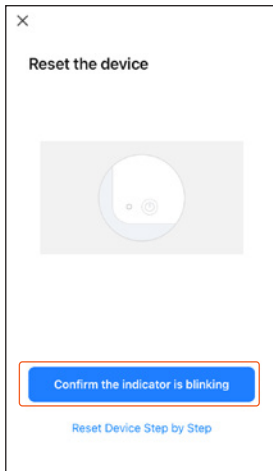 Reset the device
Confirm the indicator is blinking
Reset Device Step by Step